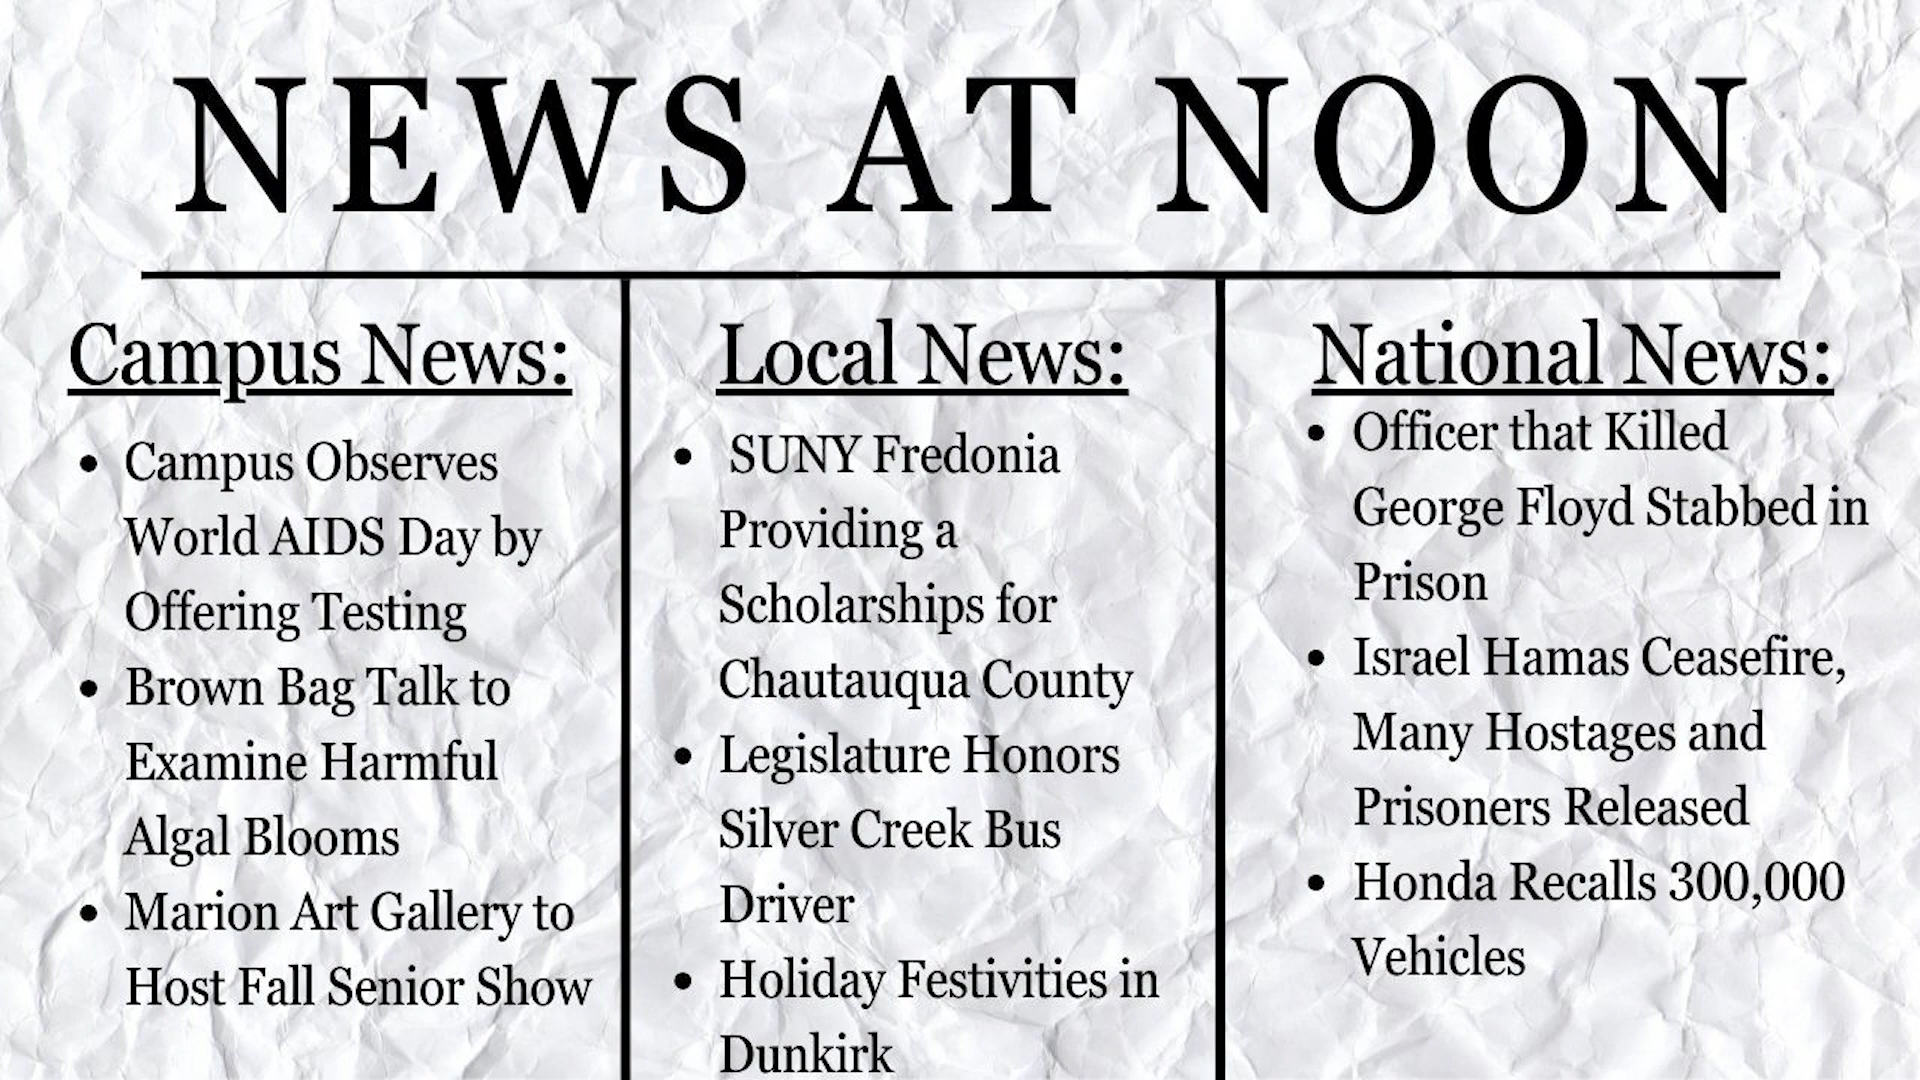 NEWS AT NOON
Campus News:
• Campus Observes
World AIDS Day by
Offering Testing
• Brown Bag Talk to
Examine Harmful
Algal Blooms
• Marion Art Gallery to
Host Fall Senior Show
Local News:
• SUNY Fredonia
Providing a
Scholarships for
Chautauqua County
• Legislature Honors
Silver Creek Bus
Driver
• Holiday Festivities in
Dunkirk
National News:
• Officer that Killed
George Floyd Stabbed in
Prison
• Israel Hamas Ceasefire,
Many Hostages and
Prisoners Released
• Honda Recalls 300,000
Vehicles